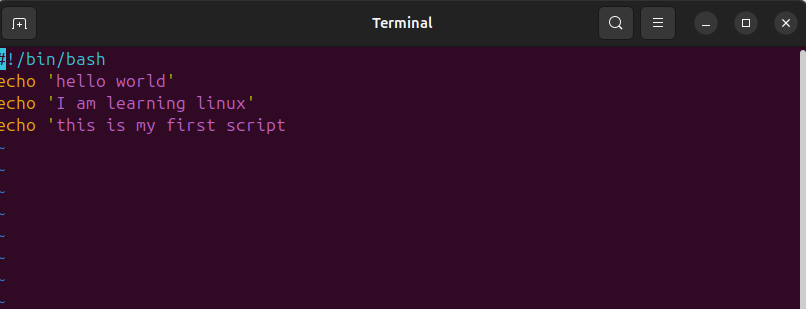 Terminal
#!/bin/bash
echo 'hello world'
echo 'I am learning linux'
echo 'this is my first script
~
~
~
~
~
~
~
~